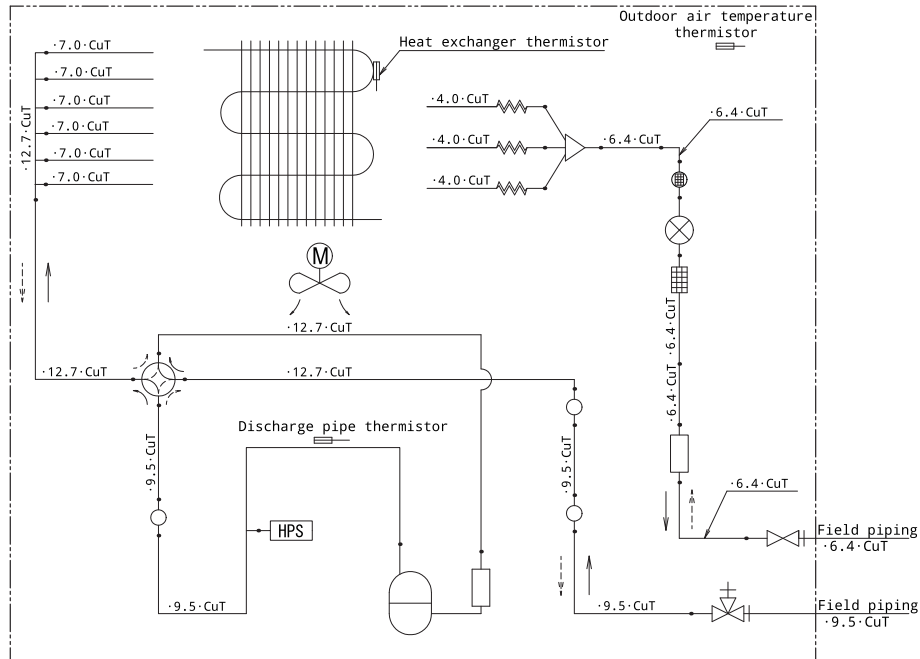 Outdoor air temperature
thermistor
·7.0·CuT
·7.0·CuT
·7.0·CuT
·7.0·CuT
·7.0·CuT
·7.0·CuT
·12.7·CuT
Heat exchanger thermistor
·4.0·CuT
·4.0·CuT
·4.0·CuT
·6.4·CuT
·6.4·CuT
M
·12.7·CuT
·12.7·CuT
·12.7·CuT
·6.4·CuT
·6.4·CuT
Discharge pipe thermistor
·9.5·CuT
·9.5·CuT
·6.4·CuT
HPS
Field piping
·6.4·CuT
·9.5·CuT
·9.5·CuT
Field piping
·9.5·CuT